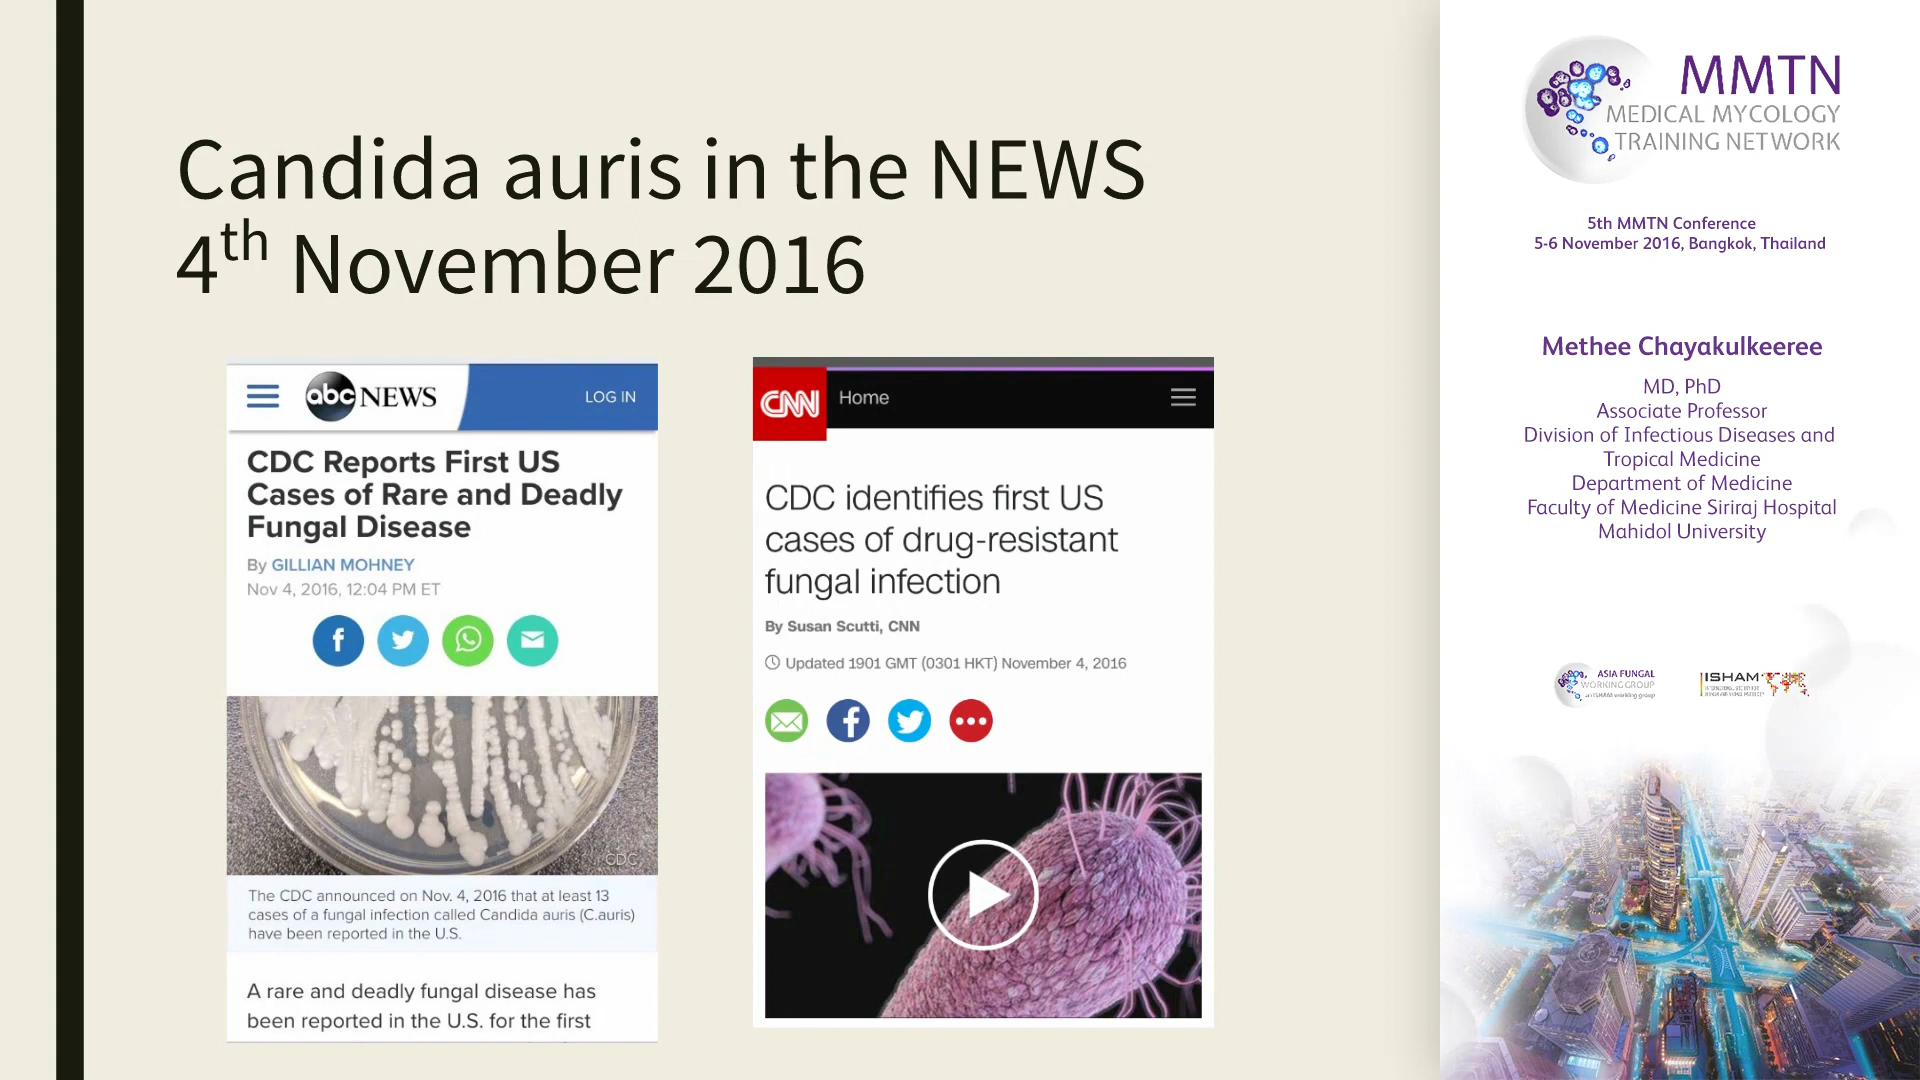 Candida auris in the NEWS
4th November 2016
abc NEWS
LOG IN
CDC Reports First US
Cases of Rare and Deadly
Fungal Disease
By GILLIAN MOHNEY
Nov 4, 2016, 12:04 PM ET
CDC
The CDC announced on Nov. 4, 2016 that at least 13
cases of a fungal infection called Candida auris (C.auris)
have been reported in the U.S.
A rare and deadly fungal disease has
been reported in the U.S. for the first
CNN
Home
CDC identifies first US
cases of drug-resistant
fungal infection
By Susan Scutti, CNN
Updated 1901 GMT (0301 HKT) November 4, 2016
MMTN
MEDICAL MYCOLOGY
TRAINING NETWORK
5th MMTN Conference
5-6 November 2016, Bangkok, Thailand
Methee Chayakulkeeree
MD, PhD
Associate Professor
Division of Infectious Diseases and
Tropical Medicine
Department of Medicine
Faculty of Medicine Siriraj Hospital
Mahidol University
ASIA FUNGAL
WORKING GROUP
an ISHAM working group
ISHAM